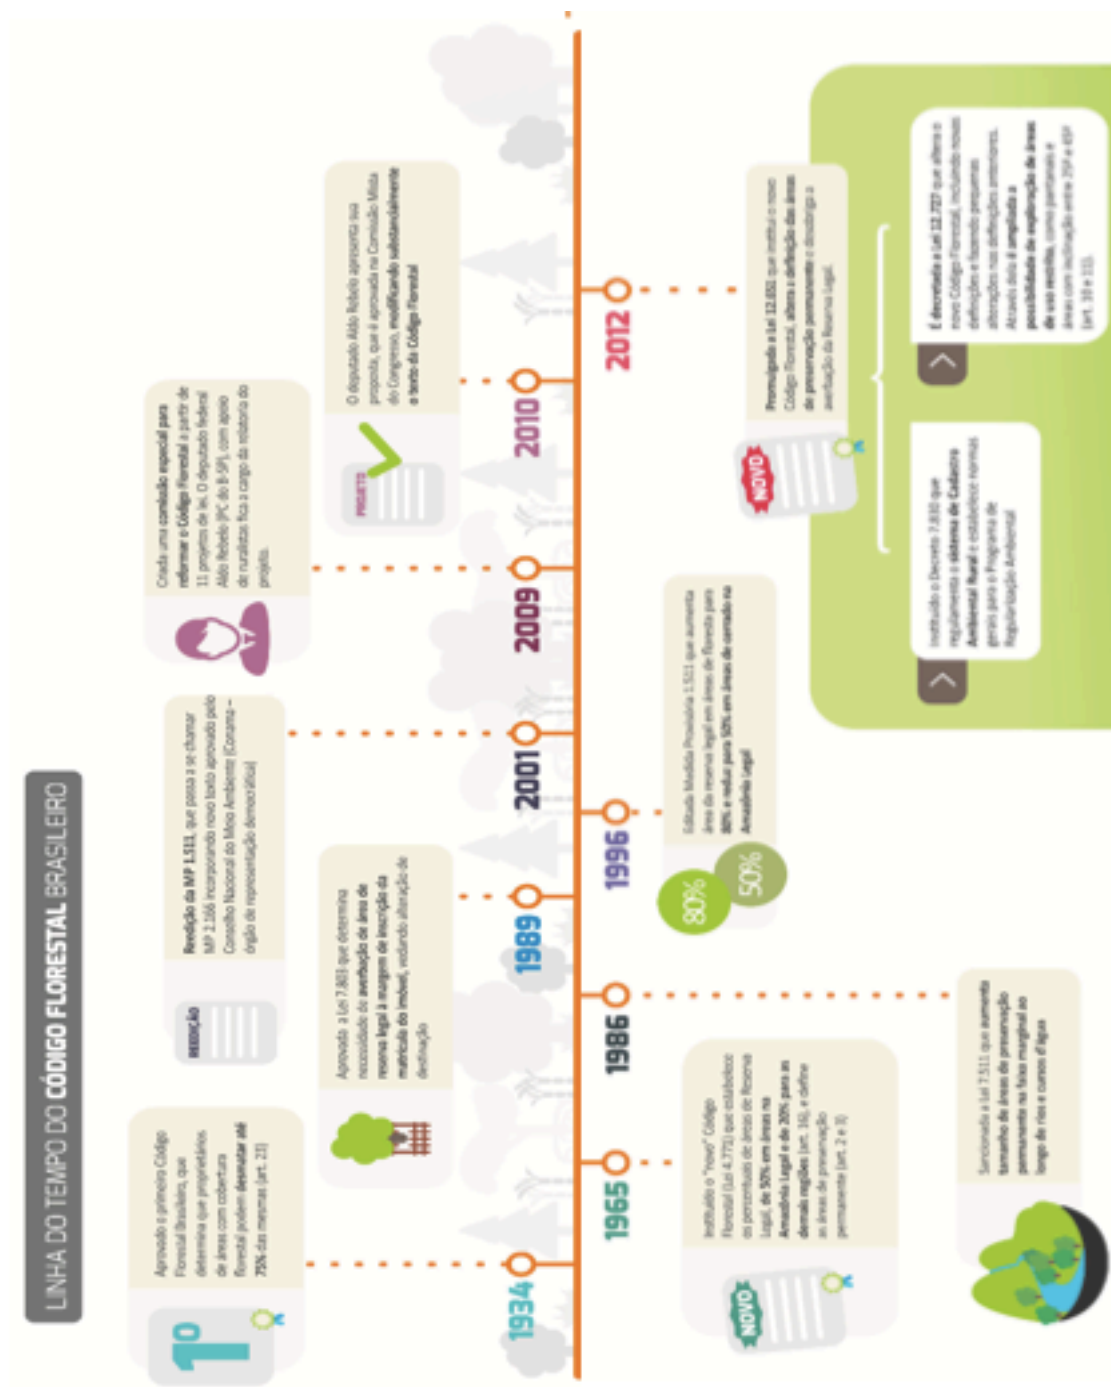 LINHA DO TEMPO DO CÓDIGO FLORESTAL BRASILEIRO
1º
Aprovado o primeiro Código
Florestal Brasileiro, que
determina que proprietários
de áreas com cobertura
florestal podem desmatar até
75% das mesmas (art. 23)
1934
1965
NOVO
Instituído o "novo" Código
Florestal (Lei 4.771) que estabelece
os percentuais de áreas de Reserva
Legal, de 50% em áreas na
Amazônia Legal e de 20% para as
demais regiões (art. 16), e define
as áreas de preservação
permanente (art. 2 e 3)
1986
Sancionada a Lei 7.511 que aumenta
tamanho de áreas de preservação
permanente na faixa marginal ao
longo de rios e cursos d'água
1989
Aprovada a Lei 7.803 que determina
necessidade de averbação de área de
reserva legal à margem de inscrição da
matrícula do imóvel, vedando alteração de
destinação
1996
80%
50%
Editada Medida Provisória 1.511 que aumenta
área da reserva legal em áreas de floresta para
80% e reduz para 50% em áreas de cerrado na
Amazônia Legal
2001
REEDIÇÃO
Reedição da MP 1.511, que passa a se chamar
MP 2.166 incorporando novo texto aprovado pelo
Conselho Nacional do Meio Ambiente (Conama –
órgão de representação democrática)
2009
Criada uma comissão especial para
reformar o Código Florestal a partir de
11 projetos de lei. O deputado federal
Aldo Rebelo (PC do B-SP), com apoio
de ruralistas fica a cargo da relatoria do
projeto.
2010
PROJETO
O deputado Aldo Rebelo apresenta sua
proposta, que é aprovada na Comissão Mista
do Congresso, modificando substancialmente
o texto do Código Florestal
2012
NOVO
Promulgada a Lei 12.651 que institui o novo
Código Florestal, altera a definição das áreas
de preservação permanente e desobriga a
averbação da Reserva Legal.
Instituído o Decreto 7.830 que
regulamenta o sistema de Cadastro
Ambiental Rural e estabelece normas
gerais para o Programa de
Regularização Ambiental
É decretada a Lei 12.727 que altera o
novo Código Florestal, incluindo novas
definições e fazendo pequenas
alterações nas definições anteriores.
Através dela é ampliada a
possibilidade de exploração de áreas
de uso restrito, como pantanais e
áreas com inclinação entre 25º e 45º
(art. 10 e 11).